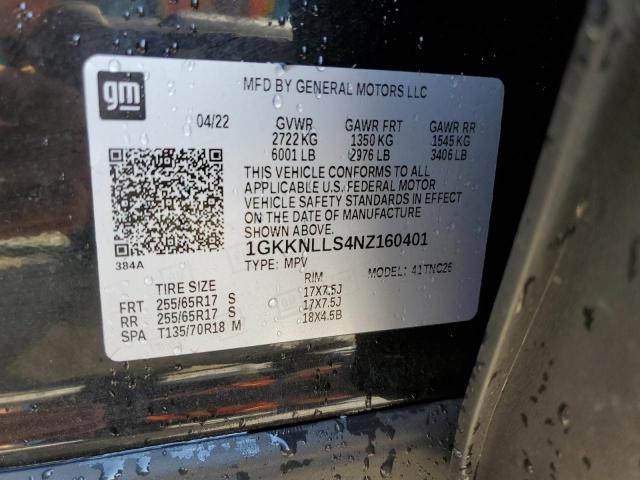 gm
MFD BY GENERAL MOTORS LLC
04/22 GVWR GAWR FRT GAWR RR
2722 KG 1350 KG 1545 KG
6001 LB 2976 LB 3406 LB
THIS VEHICLE CONFORMS TO ALL
APPLICABLE U.S. FEDERAL MOTOR
VEHICLE SAFETY STANDARDS IN EFFECT
ON THE DATE OF MANUFACTURE
SHOWN ABOVE.
1GKKNLLS4NZ160401
384A
TYPE: MPV MODEL: 41TNC26
TIRE SIZE RIM
FRT 255/65R17 S 17X7.5J
RR 255/65R17 S 17X7.5J
SPA T135/70R18 M 18X4.5B